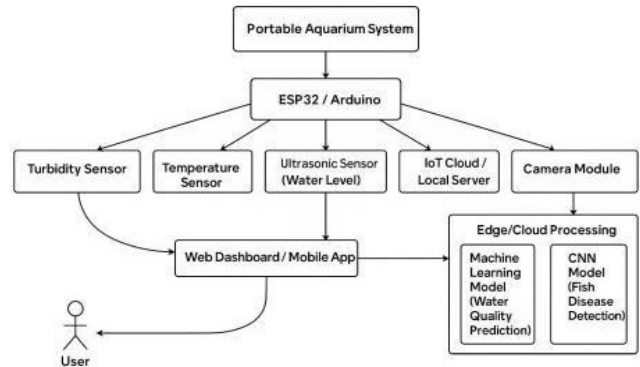 Portable Aquarium System
ESP32 / Arduino
Turbidity Sensor
Temperature
Sensor
Ultrasonic Sensor
(Water Level)
IoT Cloud /
Local Server
Camera Module
Edge/Cloud Processing
Machine
Learning
Model
(Water
Quality
Prediction)
CNN
Model
(Fish
Disease
Detection)
Web Dashboard / Mobile App
User